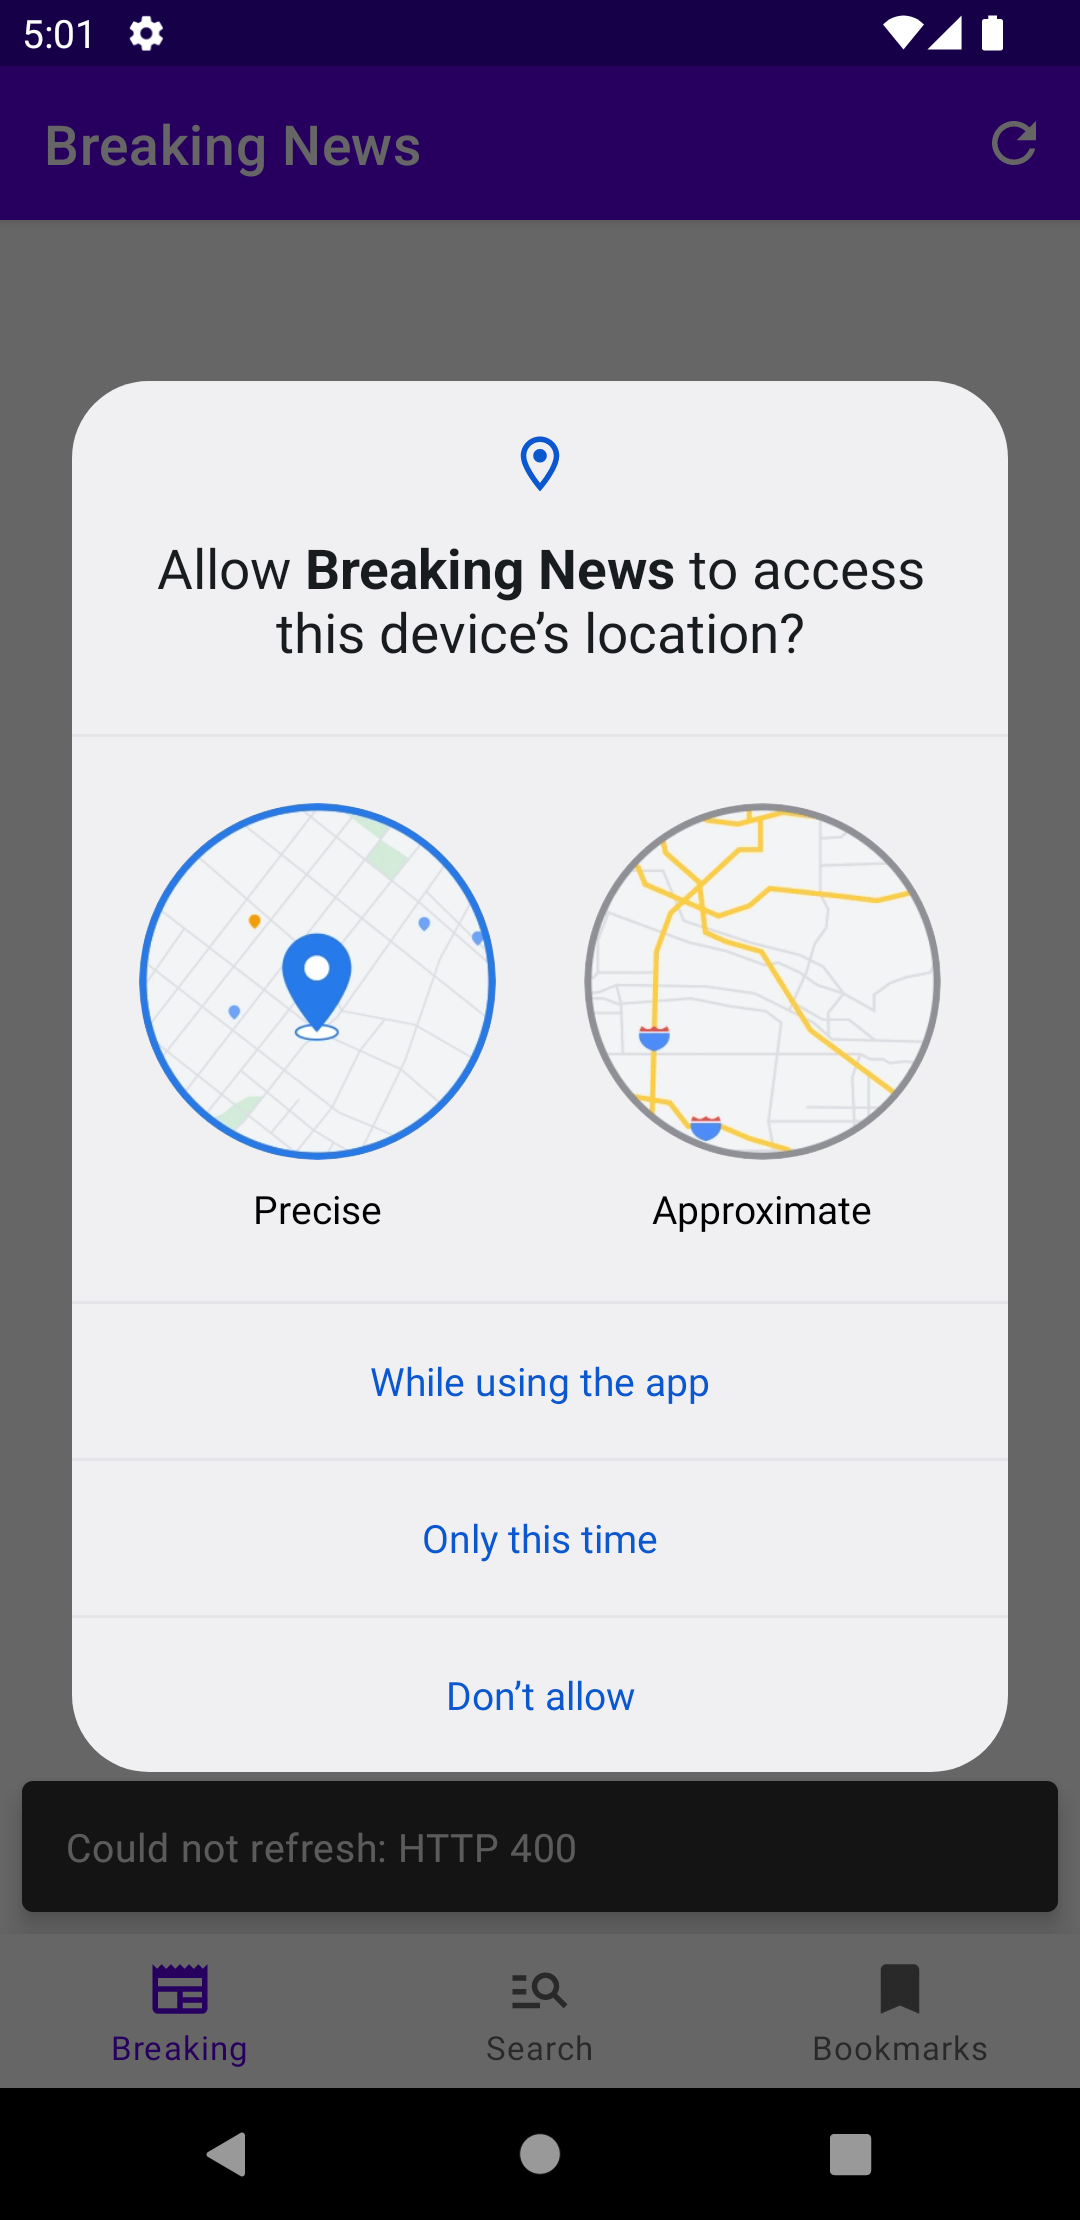 5:01
Breaking News
Allow Breaking News to access
this device’s location?
Precise
Approximate
While using the app
Only this time
Don’t allow
Could not refresh: HTTP 400
Breaking
Search
Bookmarks